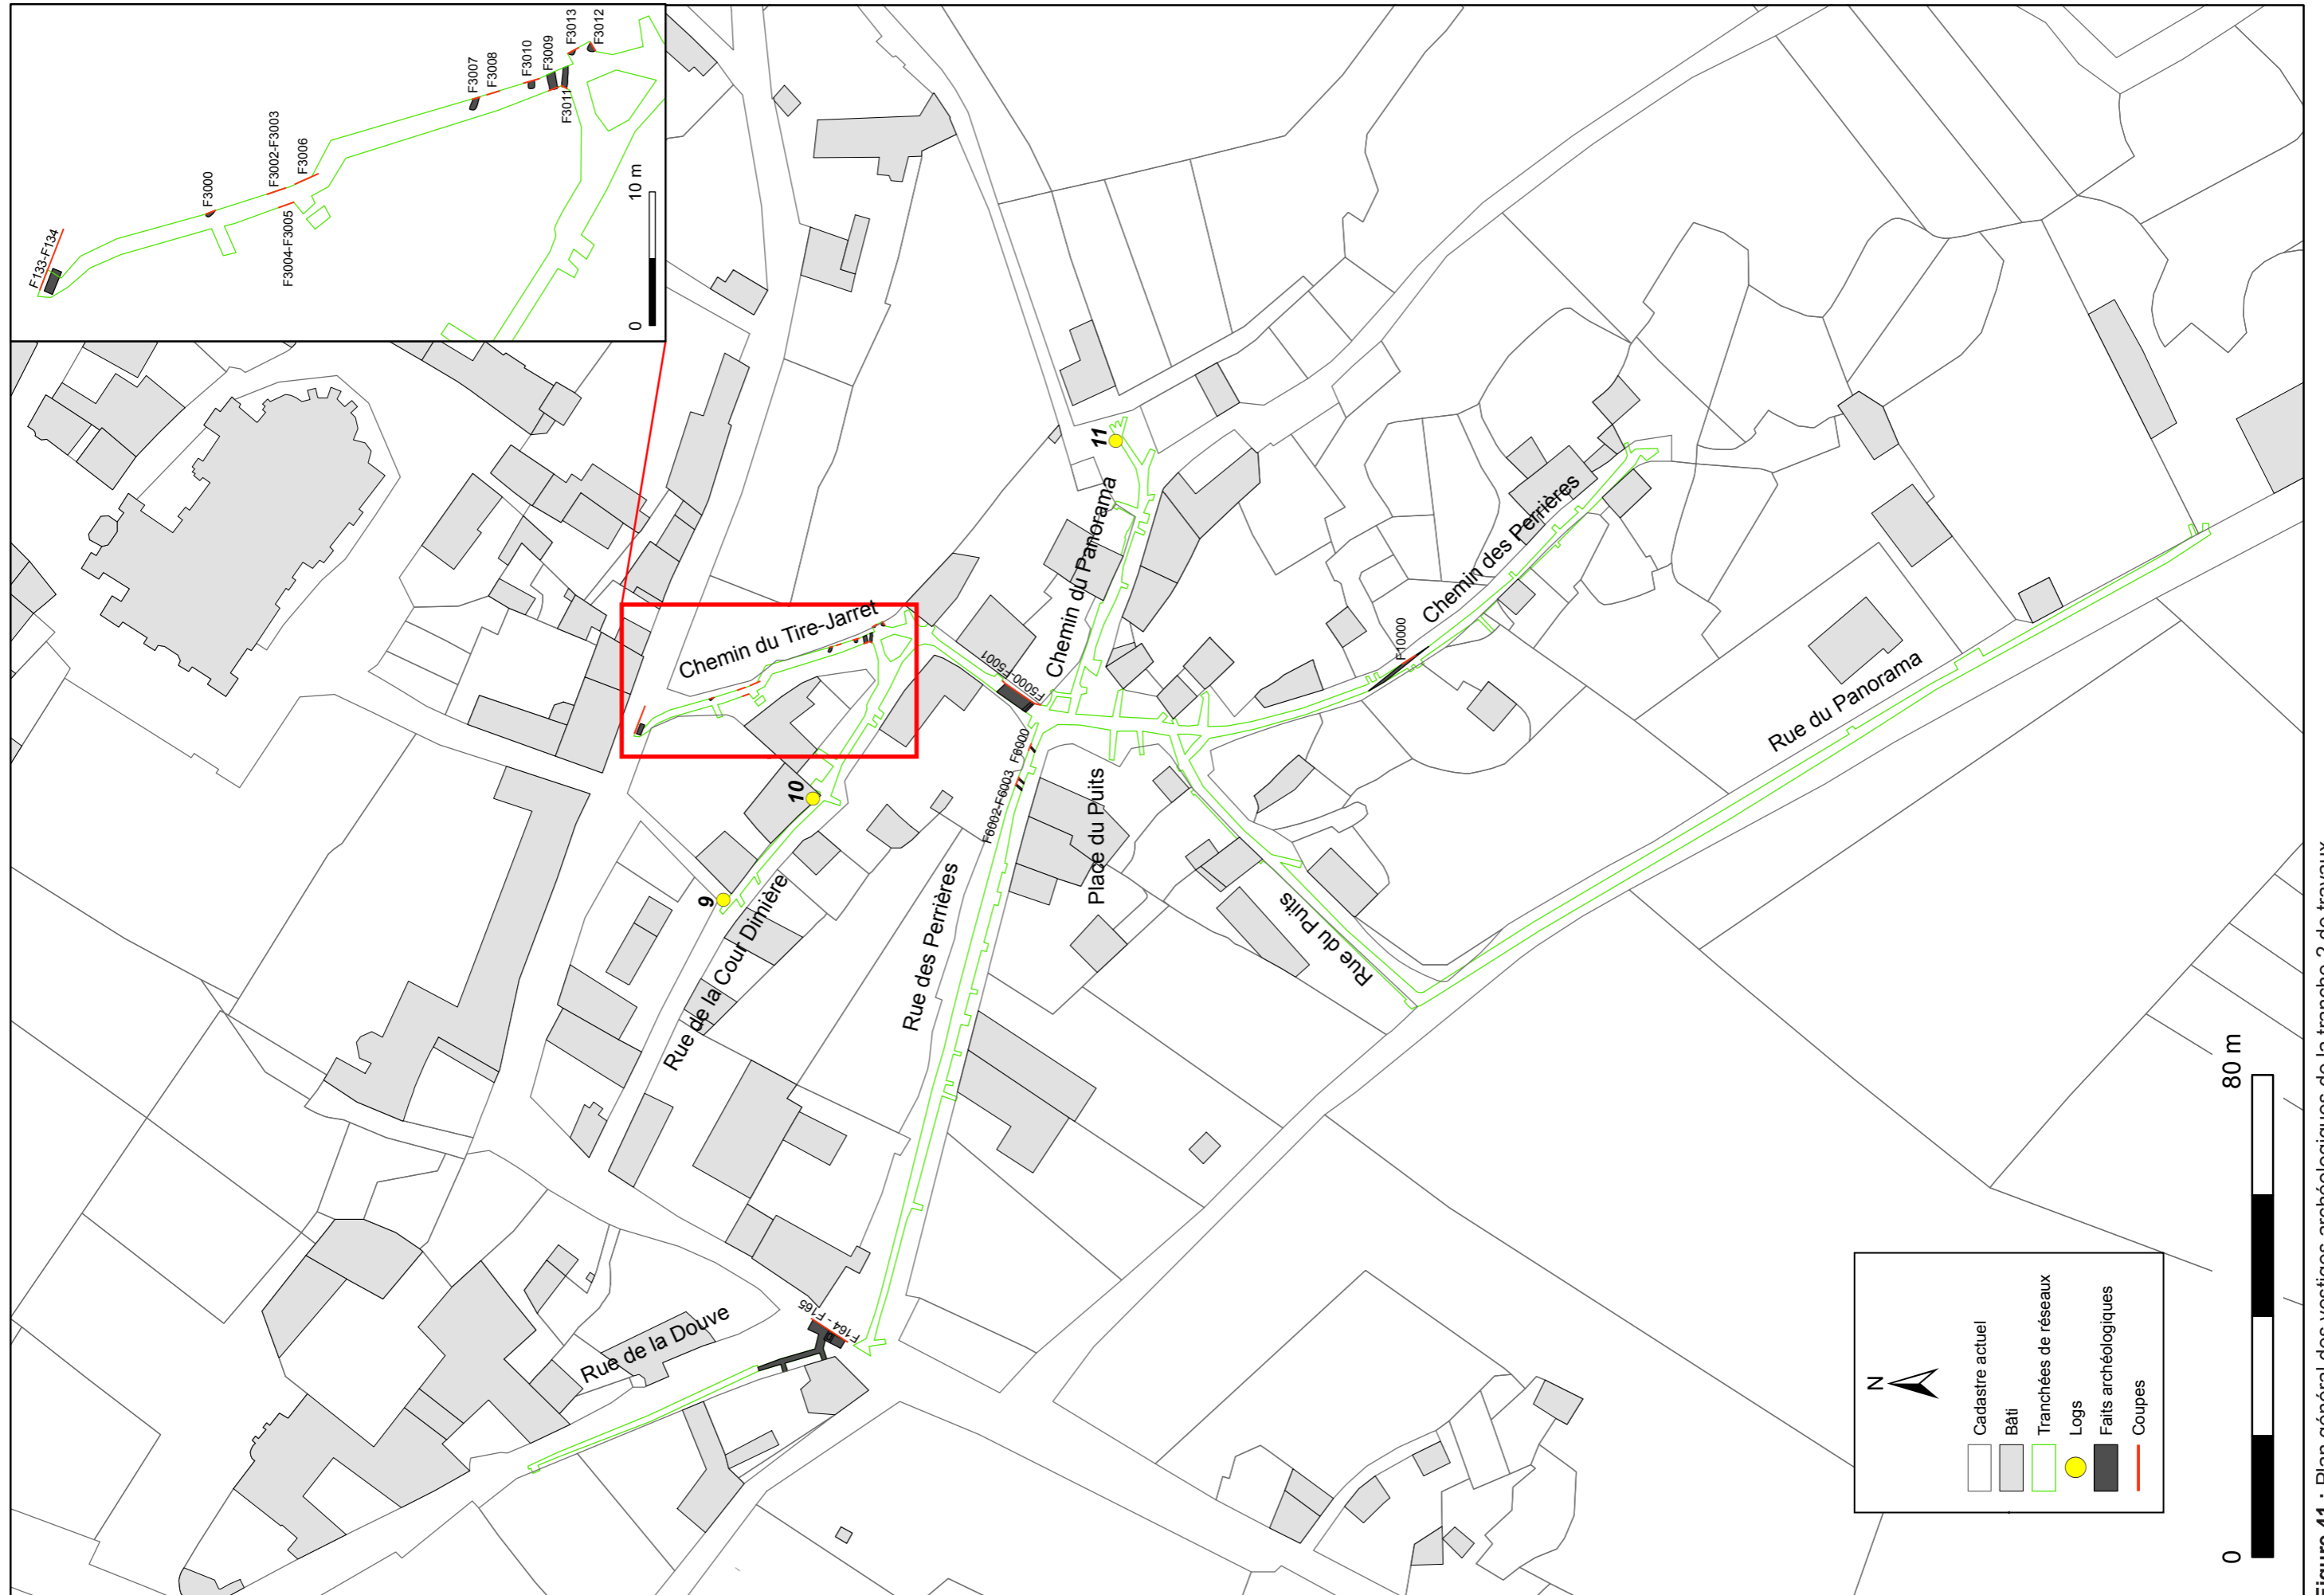 F133-F134
F3000
F3002-F3003
F3004-F3005
F3006
F3007
F3008
F3010
F3009
F3011
F3013
F3012
0
10 m
Chemin du Tire-Jarret
10
9
11
Rue de la Cour Dimière
Chemin du Panorama
F5000-F5001
F6000
F6002-F6003
Rue des Perrières
Place du Puits
Chemin des Perrières
F10000
Rue du Panorama
Rue du Puits
Rue de la Douve
F164 - F165
N
Cadastre actuel
Bâti
Tranchées de réseaux
Logs
Faits archéologiques
Coupes
0
80 m
Figure 41 : Plan général des vestiges archéologiques de la tranche 2 de travaux